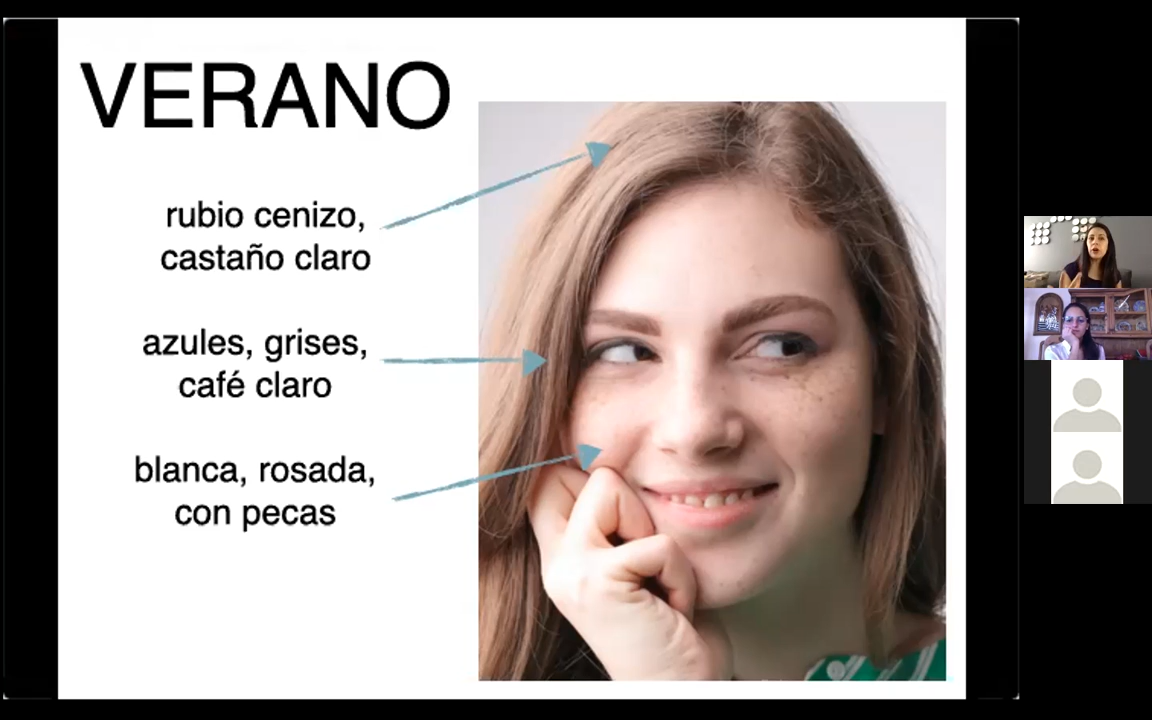 VERANO
rubio cenizo,
castaño claro
azules, grises,
café claro
blanca, rosada,
con pecas